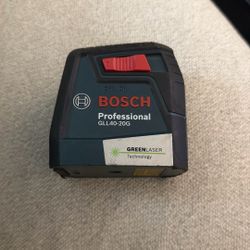 BOSCH
Professional
GLL40-20G
GREENLASER
Technology